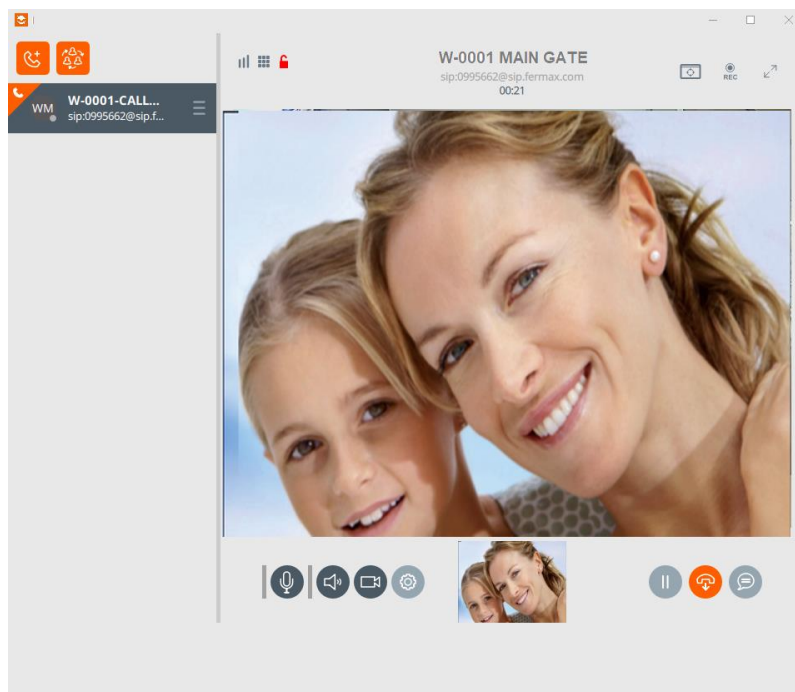 W-0001 MAIN GATE
sip:0995662@sip.fermax.com
00:21
REC
WM
W-0001-CALL...
sip:0995662@sip.f...